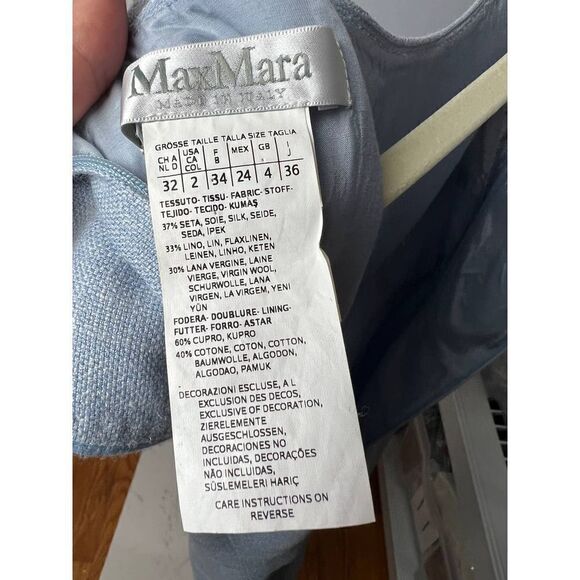 MaxMara
MADE IN ITALY
GRÖSSE TAILLE TALLA SIZE TAGLIA
CH A USA F MEX GB I
NL D CA B J
COL
32 2 34 24 4 36
TESSUTO- TISSU- FABRIC- STOFF-
TEJIDO- TECIDO- KUMAŞ
37% SETA, SOIE, SILK, SEIDE,
SEDA, İPEK
33% LINO, LIN, FLAX,LINEN,
LEINEN, LINHO, KETEN
30% LANA VERGINE, LAINE
VIERGE, VIRGIN WOOL,
SCHURWOLLE, LANA
VIRGEN, LA VIRGEM, YENI
YÜN
FODERA- DOUBLURE- LINING-
FUTTER- FORRO- ASTAR
60% CUPRO, KUPRO
40% COTONE, COTON, COTTON,
BAUMWOLLE, ALGODON,
ALGODAO, PAMUK
DECORAZIONI ESCLUSE, A L
EXCLUSION DES DECOS,
EXCLUSIVE OF DECORATION,
ZIERELEMENTE
AUSGESCHLOSSEN,
DECORACIONES NO
INCLUIDAS, DECORAÇÕES
NÃO INCLUIDAS,
SÜSLEMELERI HARIÇ
CARE INSTRUCTIONS ON
REVERSE